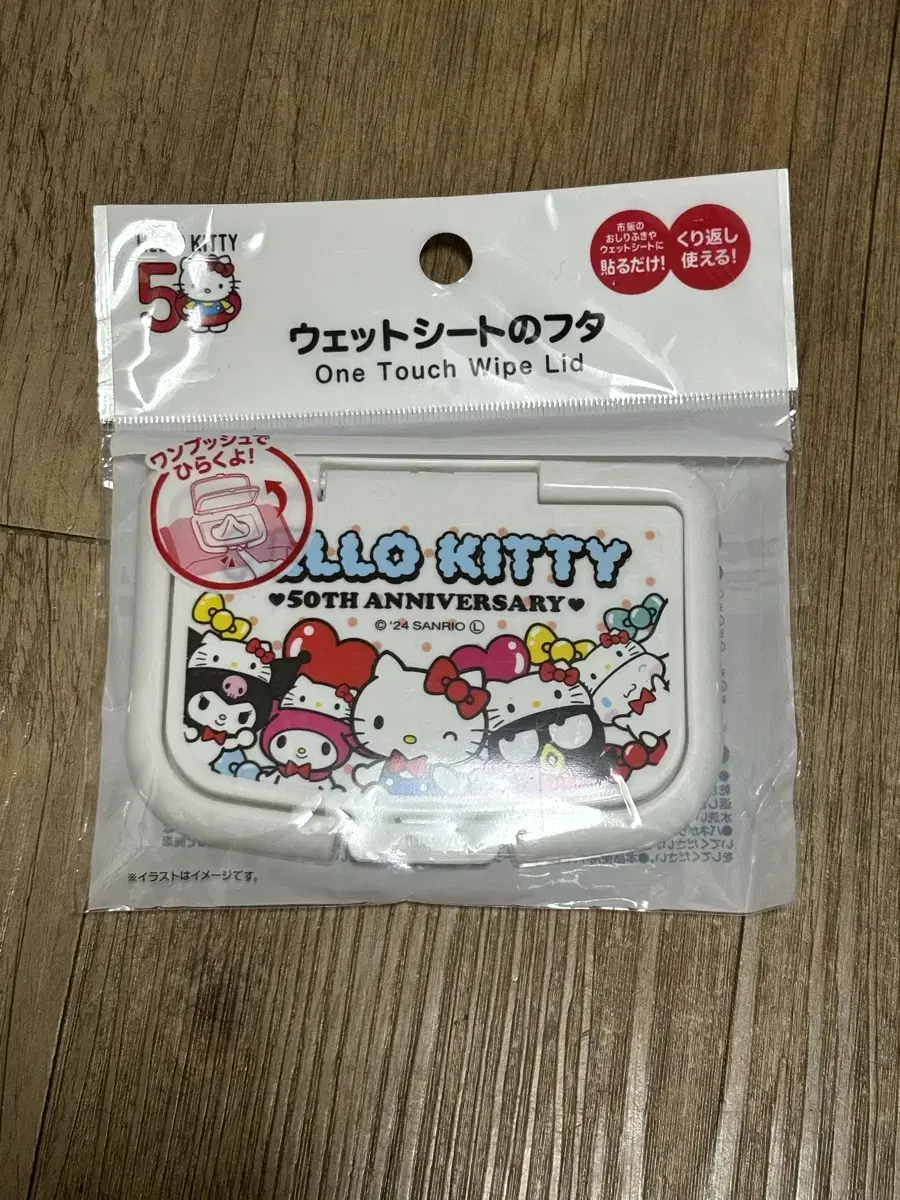 HELLO KITTY
50
市販の
おしりふきや
ウェットシートに
貼るだけ!
くり返し
使える!
ウェットシートのフタ
One Touch Wipe Lid
ワンプッシュで
ひらくよ!
ELLO KITTY
♥50TH ANNIVERSARY♥
© '24 SANRIO Ⓛ
※イラストはイメージです。